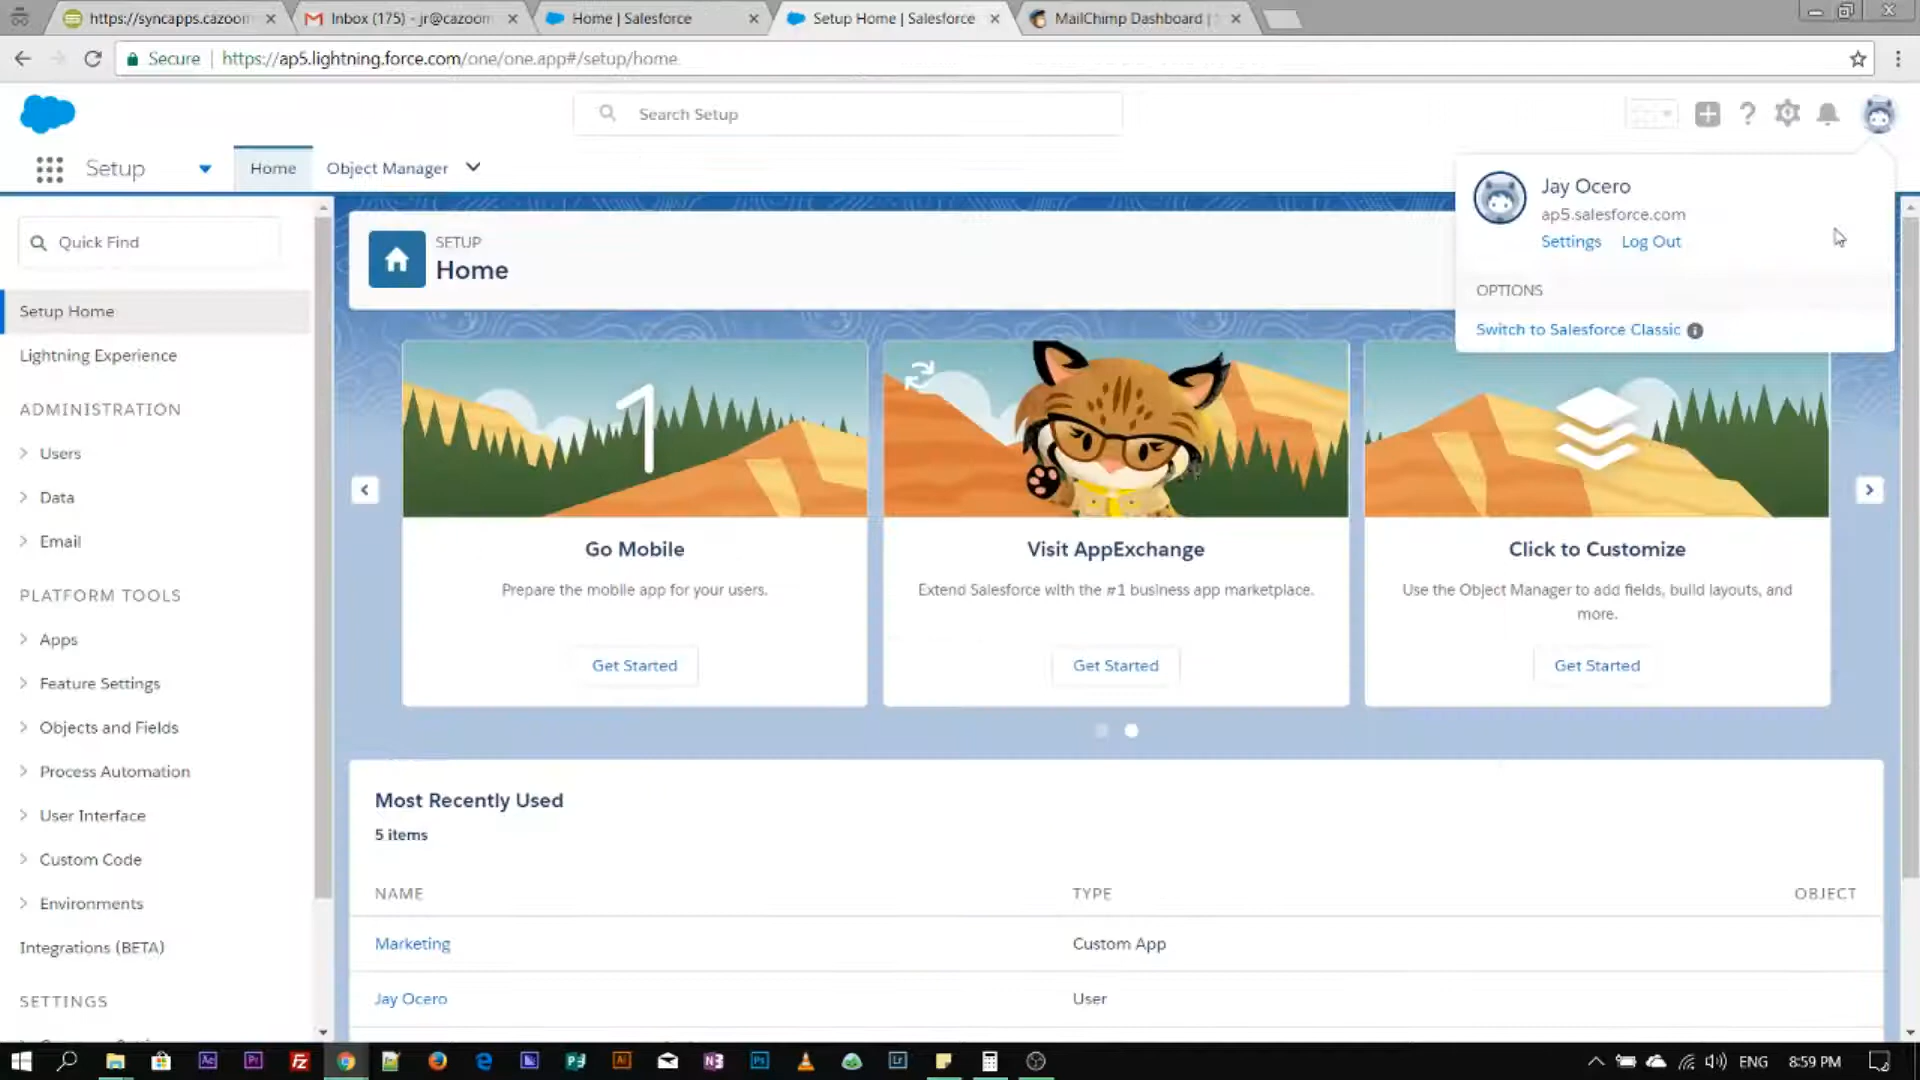 https://syncapps.cazoom
Inbox (175) - jr@cazoom
Home | Salesforce
Setup Home | Salesforce
MailChimp Dashboard |
Secure | https://ap5.lightning.force.com/one/one.app#/setup/home
Search Setup
Setup
Home
Object Manager
Jay Ocero
ap5.salesforce.com
Settings
Log Out
OPTIONS
Switch to Salesforce Classic
Quick Find
Setup Home
Lightning Experience
ADMINISTRATION
Users
Data
Email
PLATFORM TOOLS
Apps
Feature Settings
Objects and Fields
Process Automation
User Interface
Custom Code
Environments
Integrations (BETA)
SETTINGS
SETUP
Home
1
Go Mobile
Prepare the mobile app for your users.
Get Started
Visit AppExchange
Extend Salesforce with the #1 business app marketplace.
Get Started
Click to Customize
Use the Object Manager to add fields, build layouts, and
more.
Get Started
Most Recently Used
5 items
NAME TYPE OBJECT
Marketing Custom App
Jay Ocero User
ENG 8:59 PM